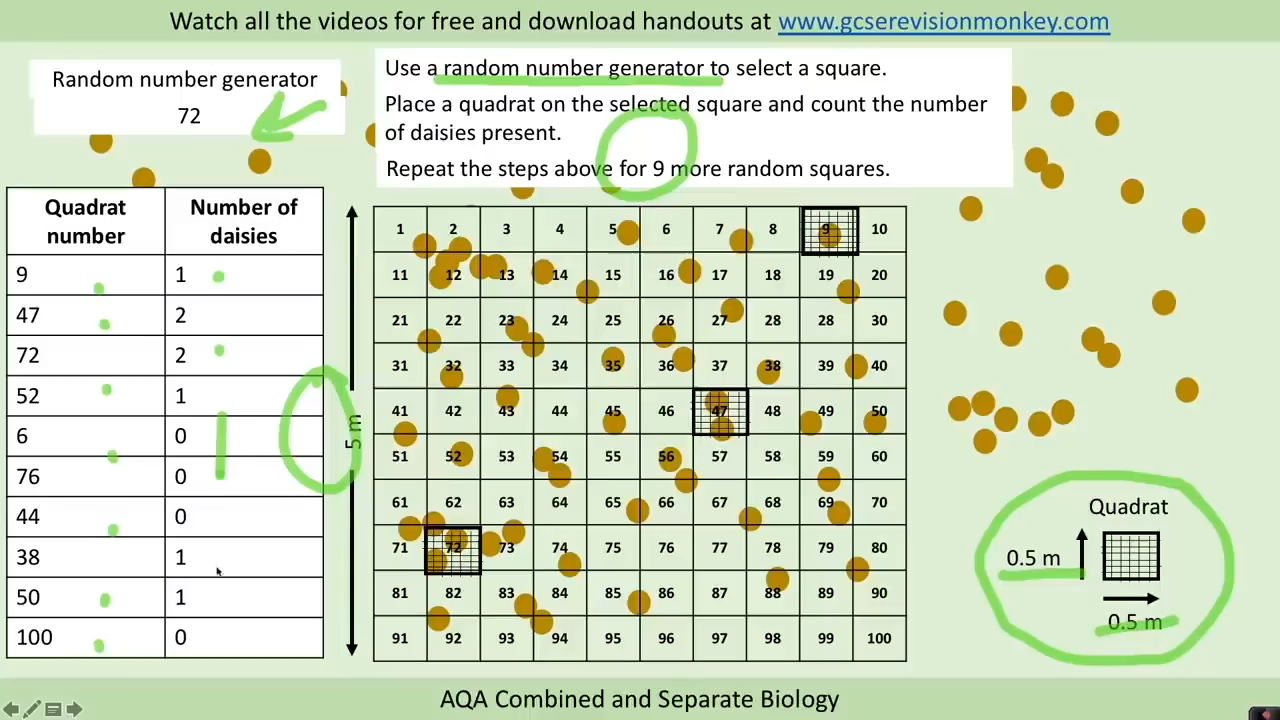 Watch all the videos for free and download handouts at www.gcserevisionmonkey.com
Random number generator
72
Use a random number generator to select a square.
Place a quadrat on the selected square and count the number
of daisies present.
Repeat the steps above for 9 more random squares.
Quadrat number Number of daisies
9 1
47 2
72 2
52 1
6 0
76 0
44 0
38 1
50 1
100 0
5 m
1 2 3 4 5 6 7 8 9 10
11 12 13 14 15 16 17 18 19 20
21 22 23 24 25 26 27 28 28 30
31 32 33 34 35 36 37 38 39 40
41 42 43 44 45 46 47 48 49 50
51 52 53 54 55 56 57 58 59 60
61 62 63 64 65 66 67 68 69 70
71 72 73 74 75 76 77 78 79 80
81 82 83 84 85 86 87 88 89 90
91 92 93 94 95 96 97 98 99 100
Quadrat
0.5 m
0.5 m
AQA Combined and Separate Biology